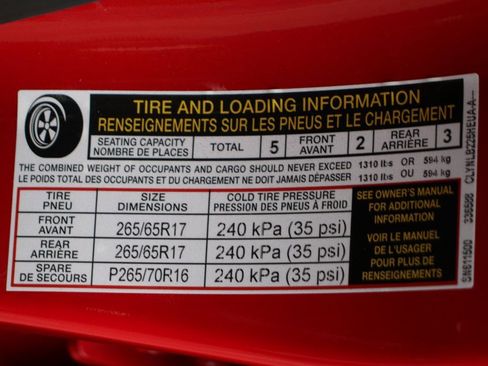 TIRE AND LOADING INFORMATION
RENSEIGNEMENTS SUR LES PNEUS ET LE CHARGEMENT
SEATING CAPACITY
NOMBRE DE PLACES
TOTAL 5 FRONT AVANT 2 REAR ARRIÈRE 3
THE COMBINED WEIGHT OF OCCUPANTS AND CARGO SHOULD NEVER EXCEED 1310 lbs OR 594 kg
LE POIDS TOTAL DES OCCUPANTS ET DU CHARGEMENT NE DOIT JAMAIS DÉPASSER 1310 lb OU 594 kg
TIRE PNEU SIZE DIMENSIONS COLD TIRE PRESSURE PRESSION DES PNEUS À FROID
FRONT AVANT 265/65R17 240 kPa (35 psi)
REAR ARRIÈRE 265/65R17 240 kPa (35 psi)
SPARE DE SECOURS P265/70R16 240 kPa (35 psi)
SEE OWNER'S MANUAL
FOR ADDITIONAL
INFORMATION
VOIR LE MANUEL
DE L'USAGER
POUR PLUS DE
RENSEIGNEMENTS